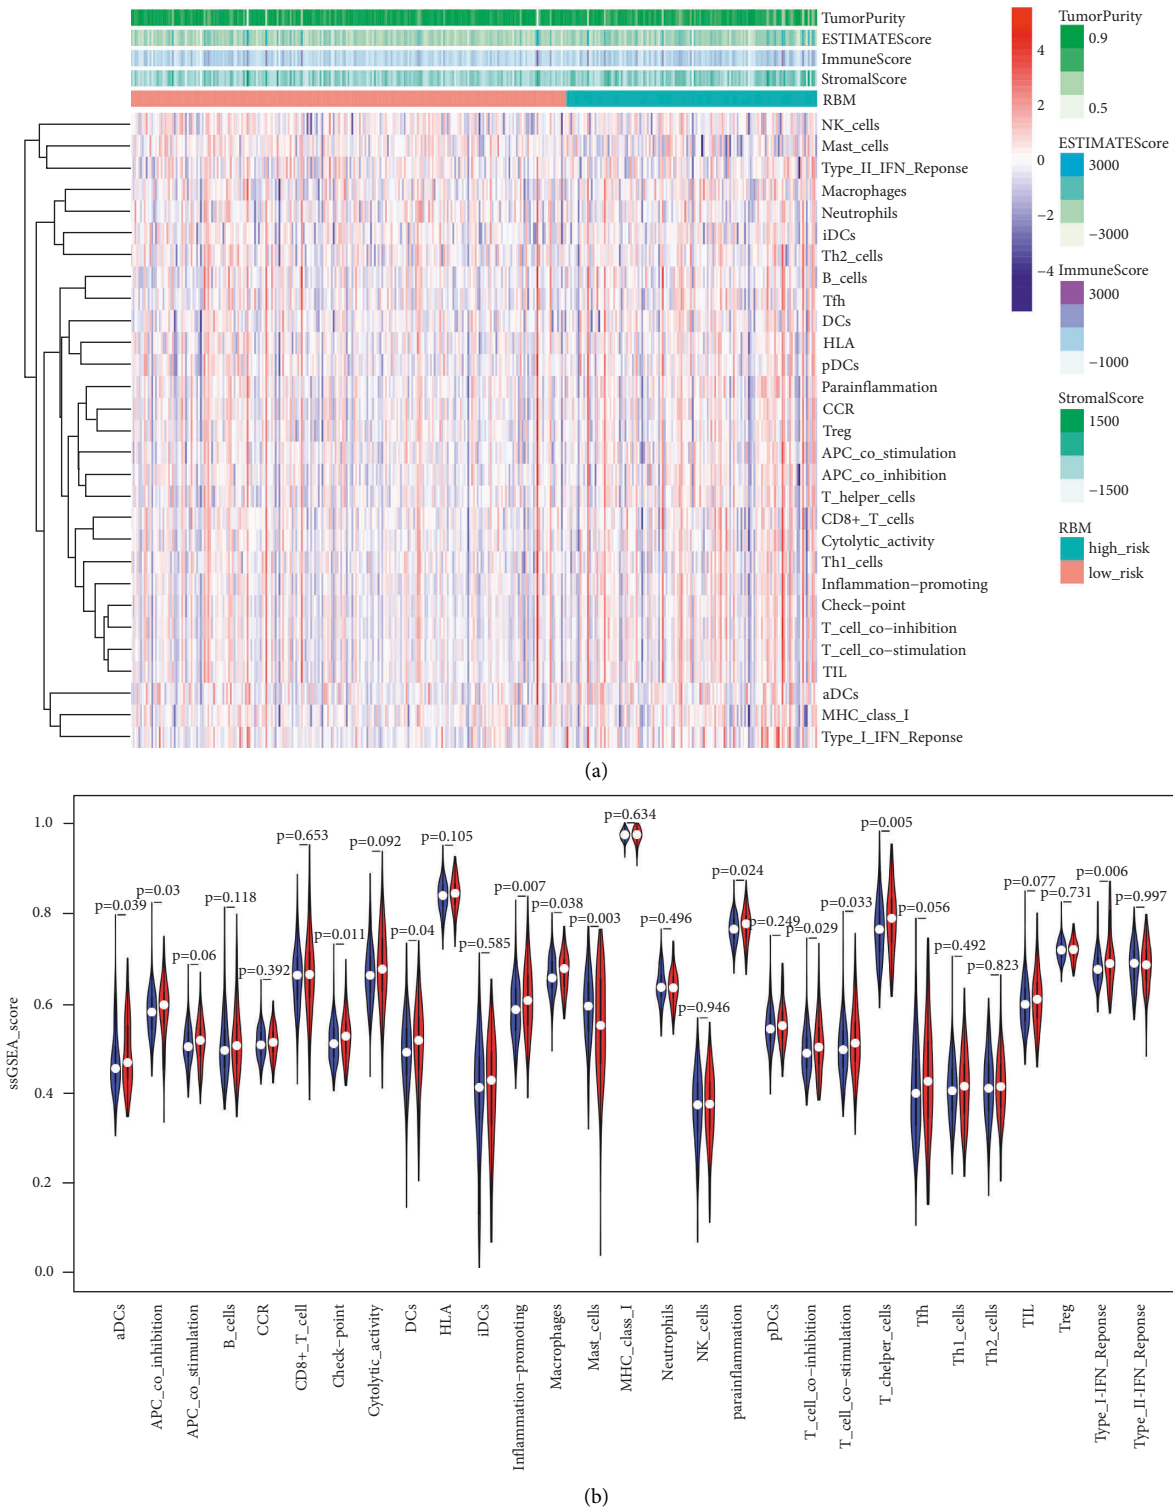 TumorPurity
ESTIMATEScore
ImmuneScore
StromalScore
RBM
NK_cells
Mast_cells
Type_II_IFN_Reponse
Macrophages
Neutrophils
iDCs
Th2_cells
B_cells
Tfh
DCs
HLA
pDCs
Parainflammation
CCR
Treg
APC_co_stimulation
APC_co_inhibition
T_helper_cells
CD8+_T_cells
Cytolytic_activity
Th1_cells
Inflammation−promoting
Check−point
T_cell_co−inhibition
T_cell_co−stimulation
TIL
aDCs
MHC_class_I
Type_I_IFN_Reponse
4
2
0
−2
−4
TumorPurity
0.9
0.5
ESTIMATEScore
3000
−3000
ImmuneScore
3000
−1000
StromalScore
1500
−1500
RBM
high_risk
low_risk
(a)
ssGSEA_score
1.0
0.8
0.6
0.4
0.2
0.0
p=0.039
p=0.03
p=0.06
p=0.118
p=0.392
p=0.653
p=0.011
p=0.092
p=0.04
p=0.105
p=0.585
p=0.007
p=0.038
p=0.003
p=0.634
p=0.496
p=0.946
p=0.024
p=0.249
p=0.029
p=0.033
p=0.005
p=0.056
p=0.492
p=0.823
p=0.077
p=0.731
p=0.006
p=0.997
aDCs
APC_co_inhibition
APC_co_stimulation
B_cells
CCR
CD8+_T_cell
Check−point
Cytolytic_activity
DCs
HLA
iDCs
Inflammation−promoting
Macrophages
Mast_cells
MHC_class_I
Neutrophils
NK_cells
parainflammation
pDCs
T_cell_co−inhibition
T_cell_co−stimulation
T_chelper_cells
Tfh
Th1_cells
Th2_cells
TIL
Treg
Type_I-IFN_Reponse
Type_II-IFN_Reponse
(b)